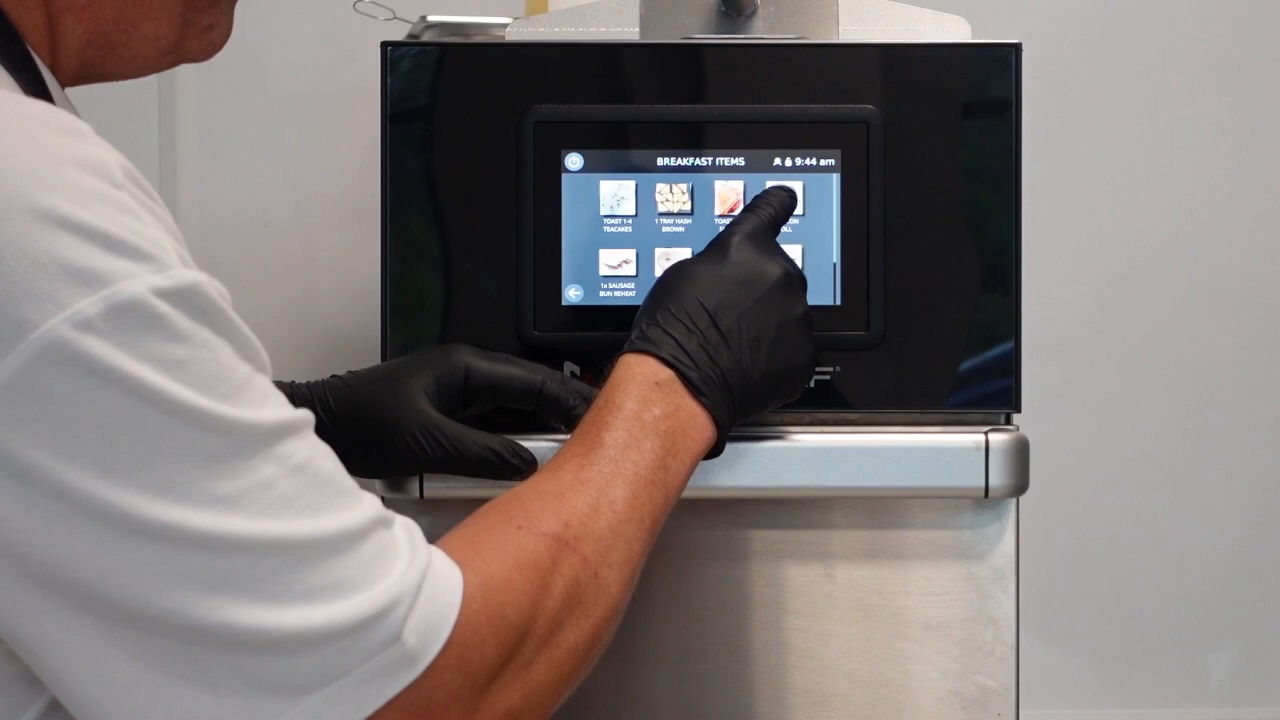 BREAKFAST ITEMS
9:44 am
TOAST 1-4
TEACAKES
1 TRAY HASH
BROWN
1x SAUSAGE
BUN REHEAT